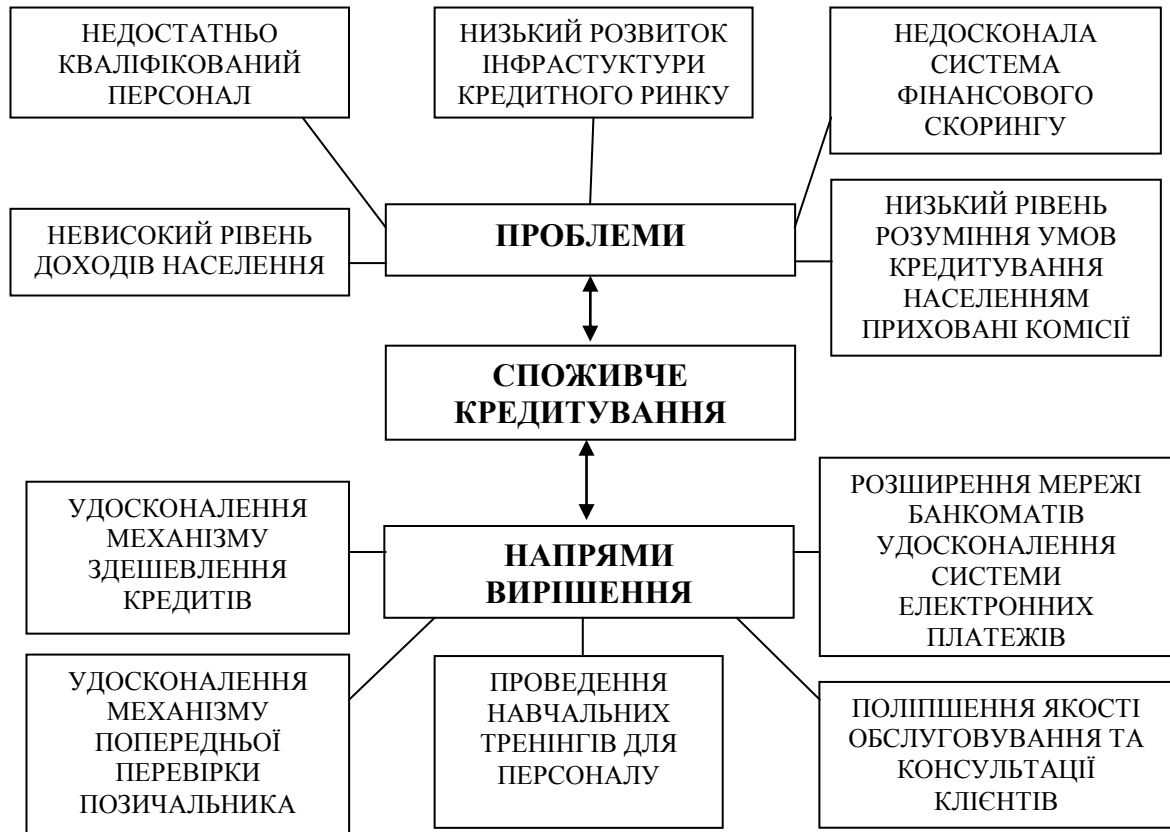 НЕДОСТАТНЬО
КВАЛІФІКОВАНИЙ
ПЕРСОНАЛ
НИЗЬКИЙ РОЗВИТОК
ІНФРАСТУКТУРИ
КРЕДИТНОГО РИНКУ
НЕДОСКОНАЛА
СИСТЕМА
ФІНАНСОВОГО
СКОРИНГУ
НЕВИСОКИЙ РІВЕНЬ
ДОХОДІВ НАСЕЛЕННЯ
ПРОБЛЕМИ
НИЗЬКИЙ РІВЕНЬ
РОЗУМІННЯ УМОВ
КРЕДИТУВАННЯ
НАСЕЛЕННЯМ
ПРИХОВАНІ КОМІСІЇ
СПОЖИВЧЕ
КРЕДИТУВАННЯ
УДОСКОНАЛЕННЯ
МЕХАНІЗМУ
ЗДЕШЕВЛЕННЯ
КРЕДИТІВ
НАПРЯМИ
ВИРІШЕННЯ
РОЗШИРЕННЯ МЕРЕЖІ
БАНКОМАТІВ
УДОСКОНАЛЕННЯ
СИСТЕМИ
ЕЛЕКТРОННИХ
ПЛАТЕЖІВ
УДОСКОНАЛЕННЯ
МЕХАНІЗМУ
ПОПЕРЕДНЬОЇ
ПЕРЕВІРКИ
ПОЗИЧАЛЬНИКА
ПРОВЕДЕННЯ
НАВЧАЛЬНИХ
ТРЕНІНГІВ ДЛЯ
ПЕРСОНАЛУ
ПОЛІПШЕННЯ ЯКОСТІ
ОБСЛУГОВУВАННЯ ТА
КОНСУЛЬТАЦІЇ
КЛІЄНТІВ